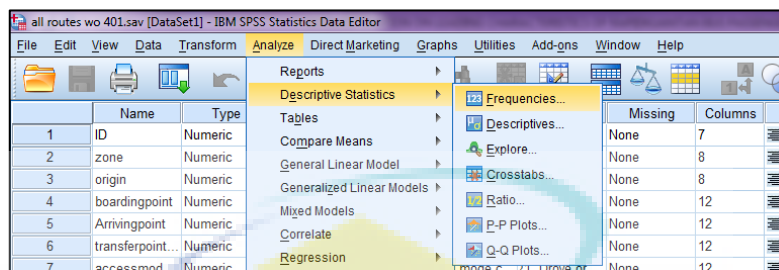 all routes wo 401.sav [DataSet1] - IBM SPSS Statistics Data Editor
File Edit View Data Transform Analyze Direct Marketing Graphs Utilities Add-ons Window Help
Reports
Descriptive Statistics
Tables
Compare Means
General Linear Model
Generalized Linear Models
Mixed Models
Correlate
Regression
Frequencies...
Descriptives...
Explore...
Crosstabs...
Ratio...
P-P Plots...
Q-Q Plots...
Name Type Missing Columns
1 ID Numeric None 7
2 zone Numeric None 8
3 origin Numeric None 8
4 boardingpoint Numeric None 12
5 Arrivingpoint Numeric None 12
6 transferpoint... Numeric None 12
7 accessmod Numeric None 12